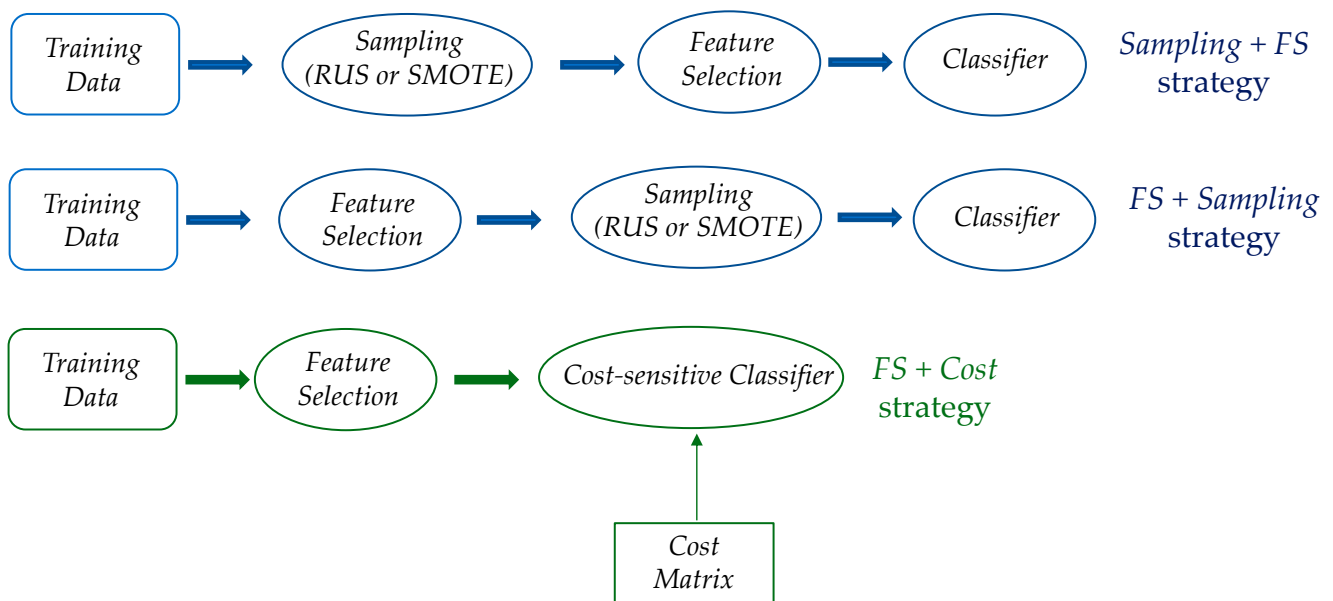 Training
Data
Sampling
(RUS or SMOTE)
Feature
Selection
Classifier
Sampling + FS
strategy
Training
Data
Feature
Selection
Sampling
(RUS or SMOTE)
Classifier
FS + Sampling
strategy
Training
Data
Feature
Selection
Cost-sensitive Classifier
FS + Cost
strategy
Cost
Matrix